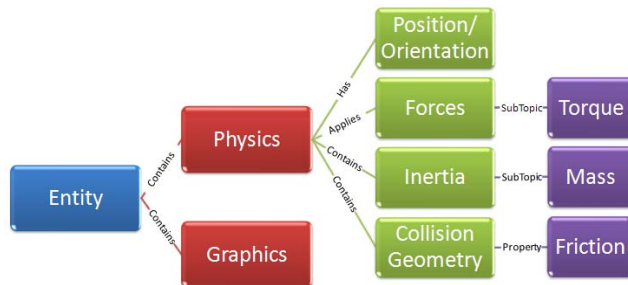 Position/
Orientation
Has
Forces
SubTopic
Torque
Applies
Physics
Contains
Contains
Inertia
SubTopic
Mass
Entity
Contains
Contains
Graphics
Collision
Geometry
Property
Friction